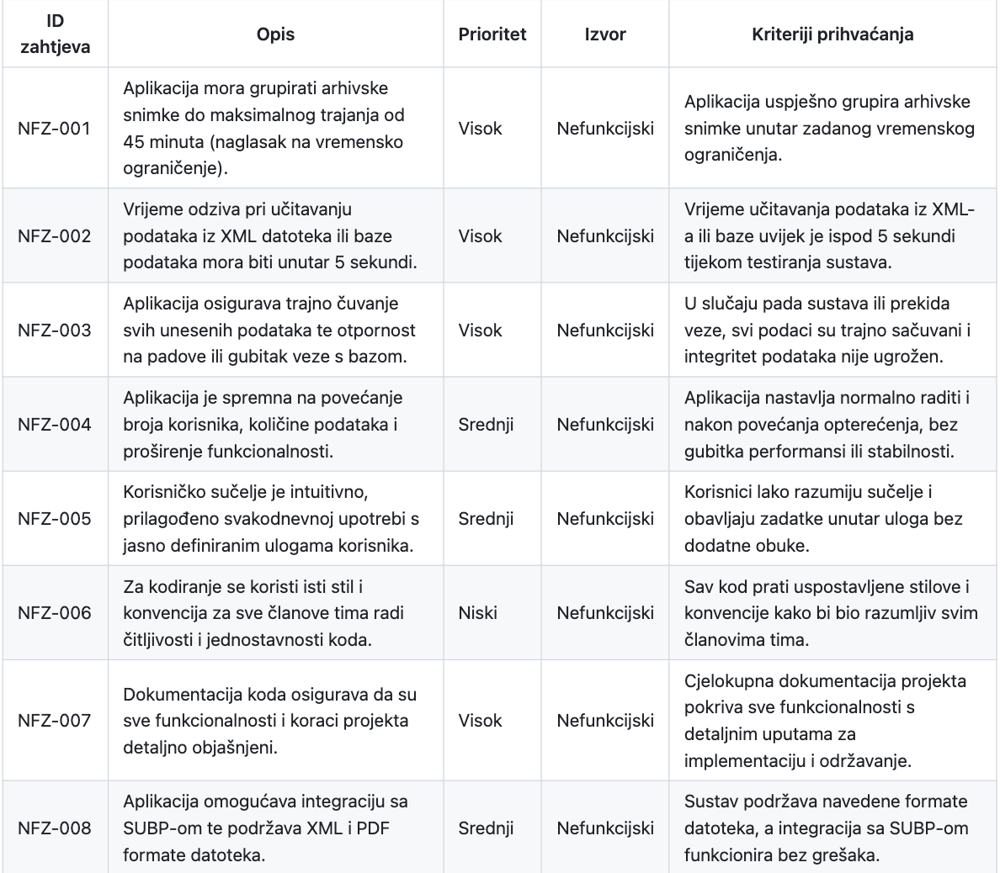 ID
zahtjeva
Opis
Prioritet
Izvor
Kriteriji prihvaćanja
NFZ-001
Aplikacija mora grupirati arhivske
snimke do maksimalnog trajanja od
45 minuta (naglasak na vremensko
ograničenje).
Visok
Nefunkcijski
Aplikacija uspješno grupira arhivske
snimke unutar zadanog vremenskog
ograničenja.
NFZ-002
Vrijeme odziva pri učitavanju
podataka iz XML datoteka ili baze
podataka mora biti unutar 5 sekundi.
Visok
Nefunkcijski
Vrijeme učitavanja podataka iz XML-
a ili baze uvijek je ispod 5 sekundi
tijekom testiranja sustava.
NFZ-003
Aplikacija osigurava trajno čuvanje
svih unesenih podataka te otpornost
na padove ili gubitak veze s bazom.
Visok
Nefunkcijski
U slučaju pada sustava ili prekida
veze, svi podaci su trajno sačuvani i
integritet podataka nije ugrožen.
NFZ-004
Aplikacija je spremna na povećanje
broja korisnika, količine podataka i
proširenje funkcionalnosti.
Srednji
Nefunkcijski
Aplikacija nastavlja normalno raditi i
nakon povećanja opterećenja, bez
gubitka performansi ili stabilnosti.
NFZ-005
Korisničko sučelje je intuitivno,
prilagođeno svakodnevnoj upotrebi s
jasno definiranim ulogama korisnika.
Srednji
Nefunkcijski
Korisnici lako razumiju sučelje i
obavljaju zadatke unutar uloga bez
dodatne obuke.
NFZ-006
Za kodiranje se koristi isti stil i
konvencija za sve članove tima radi
čitljivosti i jednostavnosti koda.
Niski
Nefunkcijski
Sav kod prati uspostavljene stilove i
konvencije kako bi bio razumljiv svim
članovima tima.
NFZ-007
Dokumentacija koda osigurava da su
sve funkcionalnosti i koraci projekta
detaljno objašnjeni.
Visok
Nefunkcijski
Cjelokupna dokumentacija projekta
pokriva sve funkcionalnosti s
detaljnim uputama za
implementaciju i održavanje.
NFZ-008
Aplikacija omogućava integraciju sa
SUBP-om te podržava XML i PDF
formate datoteka.
Srednji
Nefunkcijski
Sustav podržava navedene formate
datoteka, a integracija sa SUBP-om
funkcionira bez grešaka.